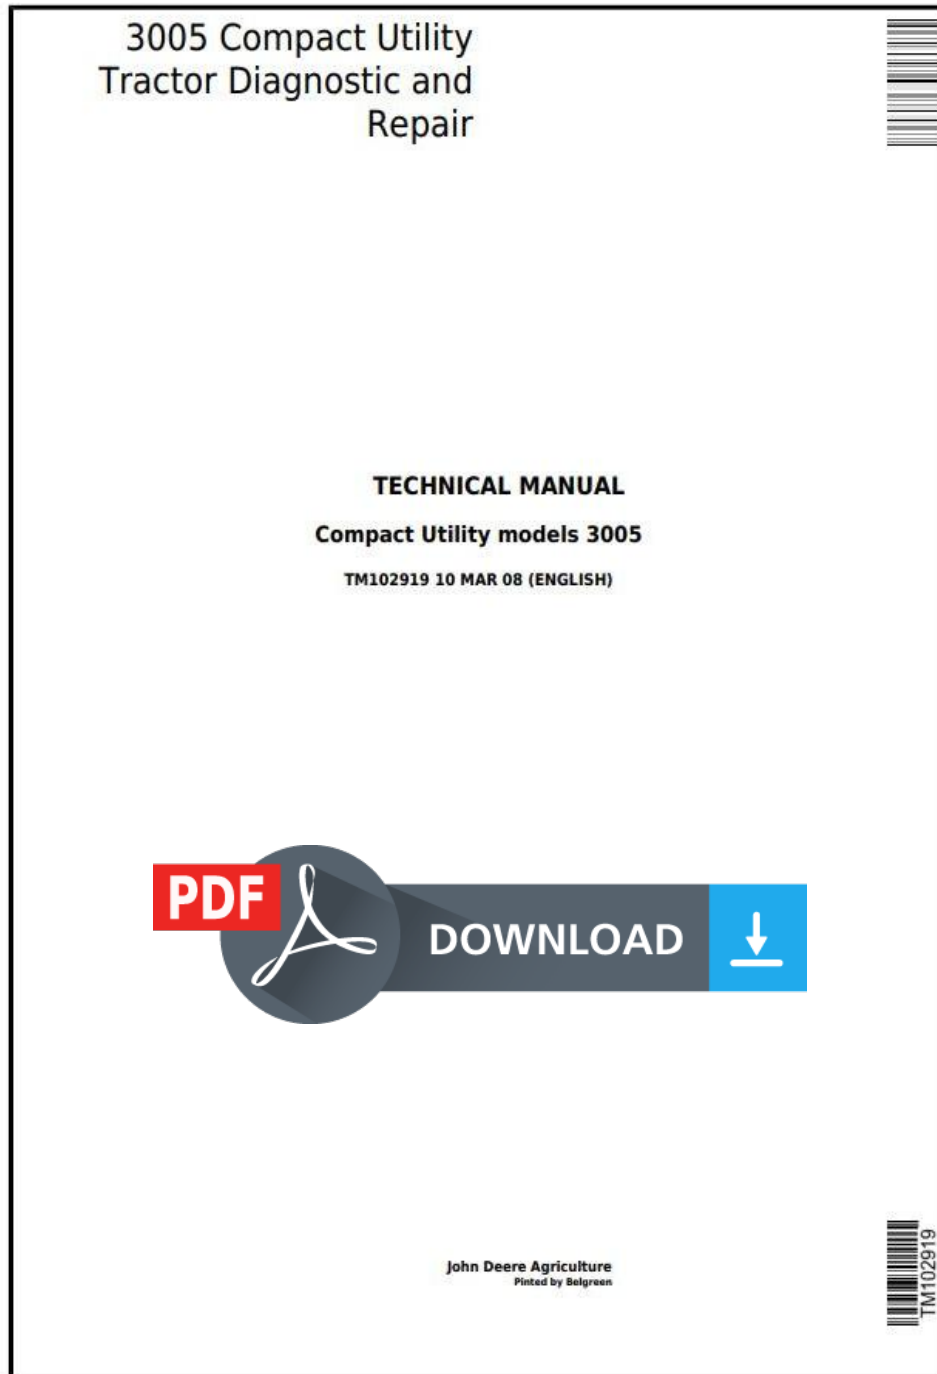 3005 Compact Utility
Tractor Diagnostic and
Repair
TECHNICAL MANUAL
Compact Utility models 3005
TM102919 10 MAR 08 (ENGLISH)
PDF
DOWNLOAD
John Deere Agriculture
Pinted by Belgreen
TM102919